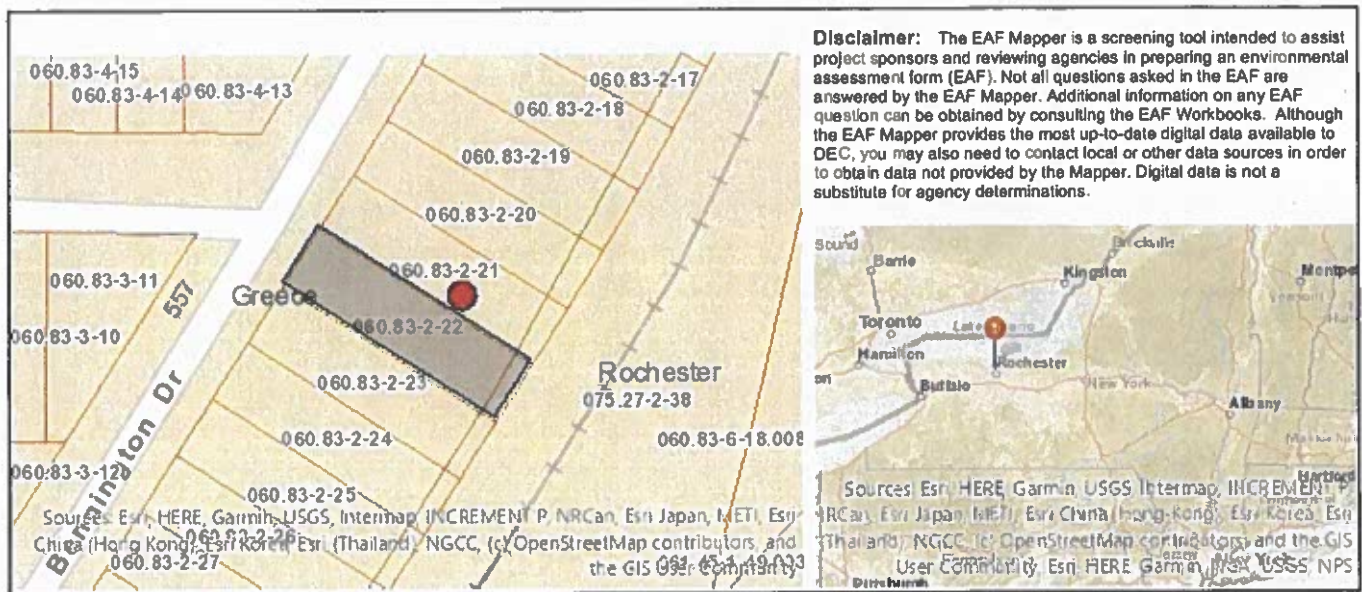 060.83-4-15
060.83-4-14
060.83-4-13
060.83-2-17
060.83-2-18
060.83-2-19
060.83-2-20
060.83-2-21
060.83-3-11
557
Greece
060.83-2-22
060.83-3-10
060.83-2-23
Rochester
075.27-2-38
060.83-2-24
060.83-6-18.008
060.83-3-12
Bennington Dr
060.83-2-25
060.83-2-26
060.83-2-27
Sources: Esri, HERE, Garmin, USGS, Intermap, INCREMENT P, NRCan, Esri Japan, METI, Esri
China (Hong Kong), Esri Korea, Esri (Thailand), NGCC, (c) OpenStreetMap contributors, and
the GIS User Community
Disclaimer: The EAF Mapper is a screening tool intended to assist
project sponsors and reviewing agencies in preparing an environmental
assessment form (EAF). Not all questions asked in the EAF are
answered by the EAF Mapper. Additional information on any EAF
question can be obtained by consulting the EAF Workbooks. Although
the EAF Mapper provides the most up-to-date digital data available to
DEC, you may also need to contact local or other data sources in order
to obtain data not provided by the Mapper. Digital data is not a
substitute for agency determinations.
Sound
Barrie
Kingston
Montpe
Toronto
Hamilton
Rochester
Buffalo
New York
Albany
Hartford
Sources: Esri, HERE, Garmin, USGS, Intermap, INCREMENT P,
NRCan, Esri Japan, METI, Esri China (Hong Kong), Esri Korea, Esri
(Thailand), NGCC, (c) OpenStreetMap contributors, and the GIS
User Community, Esri, HERE, Garmin, USGS, NPS
Pittsburgh